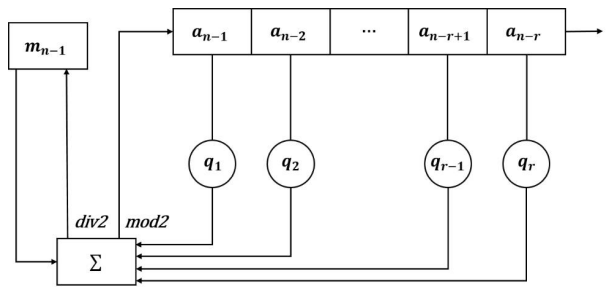 m_{n-1} a_{n-1} a_{n-2} ... a_{n-r+1} a_{n-r}
q_1 q_2 q_{r-1} q_r
div2 mod2
Σ